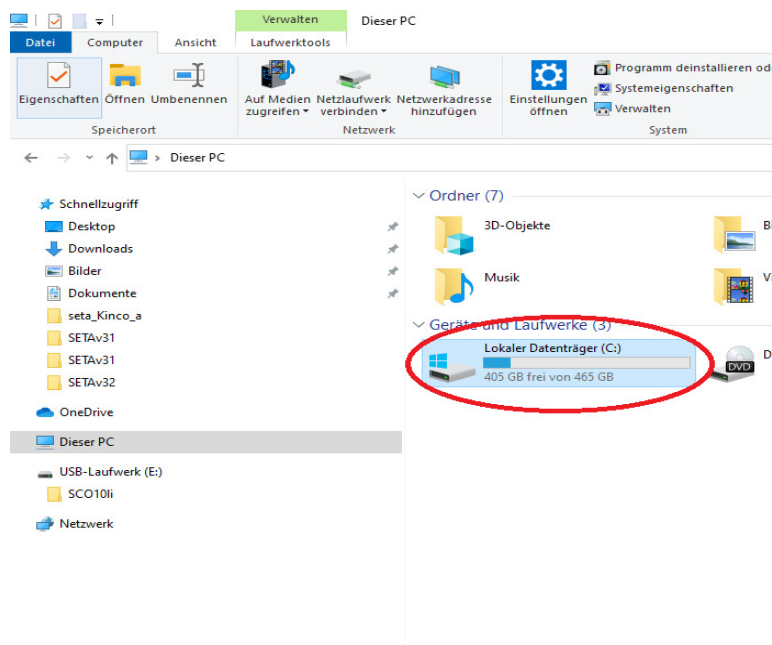 Verwalten Dieser PC
Datei Computer Ansicht Laufwerktools
Eigenschaften Öffnen Umbenennen
Auf Medien zugreifen
Netzlaufwerk verbinden
Netzwerkadresse hinzufügen
Einstellungen öffnen
Programm deinstallieren
Systemeigenschaften
Verwalten
Speicherort Netzwerk System
Dieser PC
Schnellzugriff
Desktop
Downloads
Bilder
Dokumente
seta_Kinco_a
SETAv31
SETAv31
SETAv32
OneDrive
Dieser PC
USB-Laufwerk (E:)
SCO10li
Netzwerk
Ordner (7)
3D-Objekte
Musik
Geräte und Laufwerke (3)
Lokaler Datenträger (C:)
405 GB frei von 465 GB
DVD